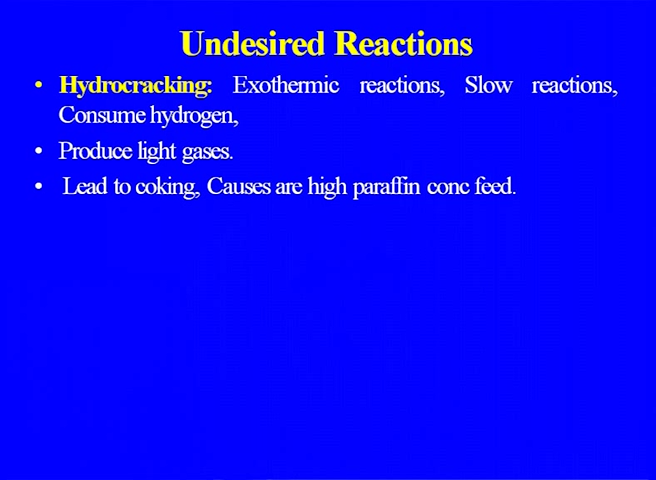 Undesired Reactions
• Hydrocracking: Exothermic reactions, Slow reactions,
Consume hydrogen,
• Produce light gases.
• Lead to coking, Causes are high paraffin conc feed.